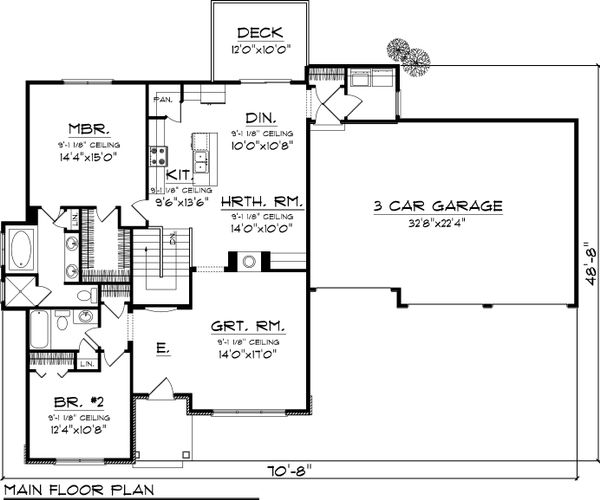 DECK
12'0"x10'0"
PAN.
MBR.
9'-1 1/8" CEILING
14'4"x15'0"
DIN.
9'-1 1/8" CEILING
10'0"x10'8"
KIT.
9'-1 1/8" CEILING
9'6"x13'6"
HRTH. RM.
9'-1 1/8" CEILING
14'0"x10'0"
3 CAR GARAGE
32'8"x22'4"
LIN.
DN.
48'-8"
GRT. RM.
9'-1 1/8" CEILING
14'0"x17'0"
E.
LIN.
BR. #2
9'-1 1/8" CEILING
12'4"x10'8"
70'-8"
MAIN FLOOR PLAN